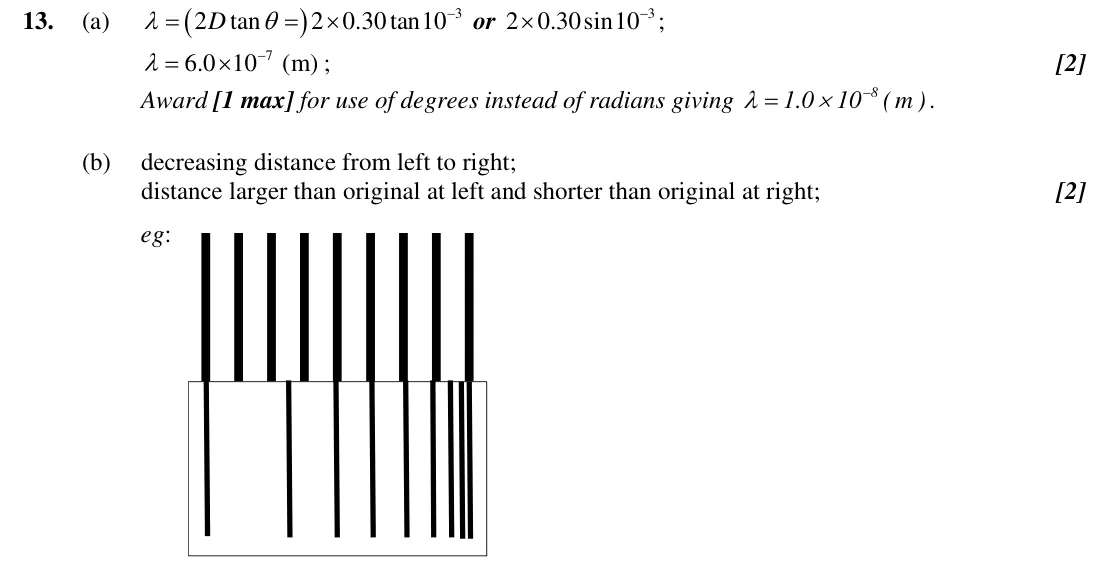 13. (a) λ = (2D tan θ =) 2×0.30 tan 10⁻³ or 2×0.30 sin 10⁻³ ;
λ = 6.0×10⁻⁷ (m) ; [2]
Award [1 max] for use of degrees instead of radians giving λ = 1.0×10⁻⁸ (m).
(b) decreasing distance from left to right;
distance larger than original at left and shorter than original at right; [2]
eg: